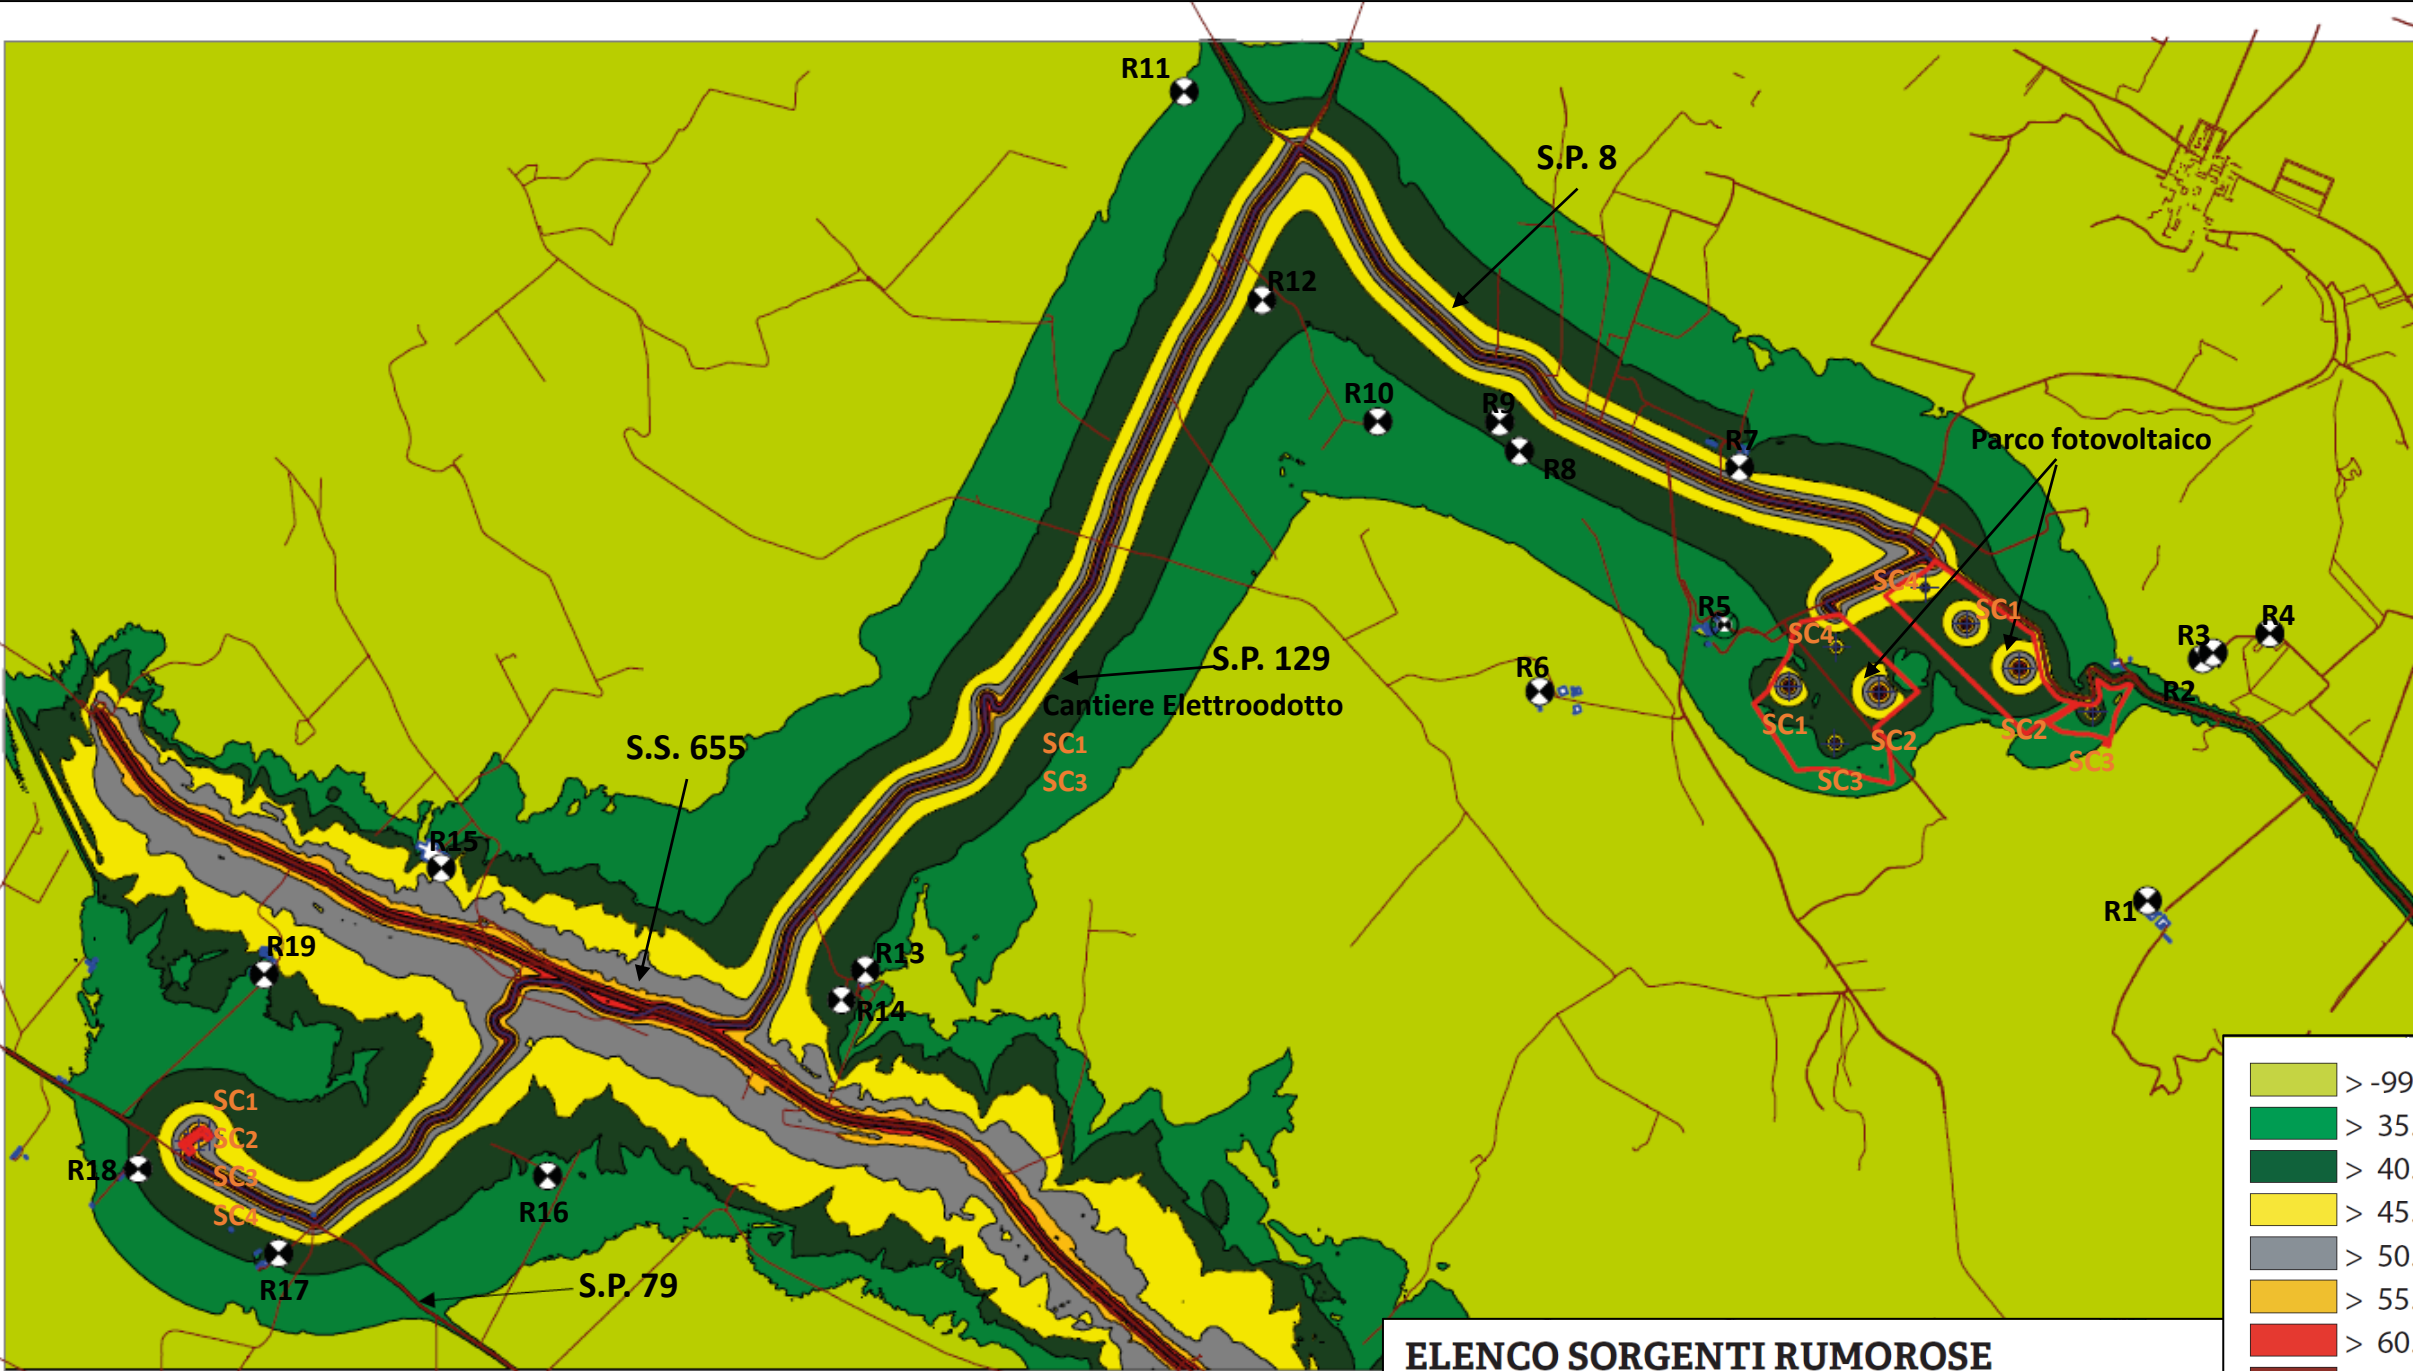 R11
S.P. 8
R12
R10
R9
R8
R7
Parco fotovoltaico
SC4
SC1
R5
SC4
R3
R4
R6
S.P. 129
R2
Cantiere Elettroodotto
SC1
SC3
SC1
SC2
SC2
SC3
SC3
S.S. 655
R15
R1
R19
R13
R14
SC1
SC2
SC3
SC4
R18
R16
R17
S.P. 79
> -99
> 35.
> 40.
> 45.
> 50.
> 55.
> 60.
ELENCO SORGENTI RUMOROSE